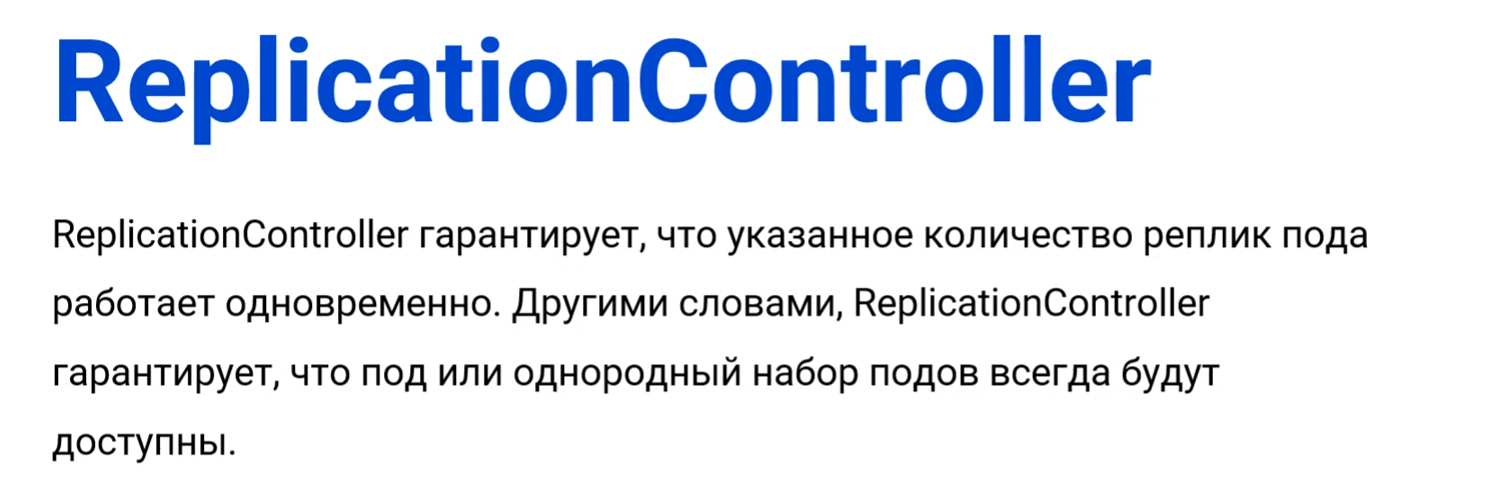 ReplicationController
ReplicationController гарантирует, что указанное количество реплик пода
работает одновременно. Другими словами, ReplicationController
гарантирует, что под или однородный набор подов всегда будут
доступны.